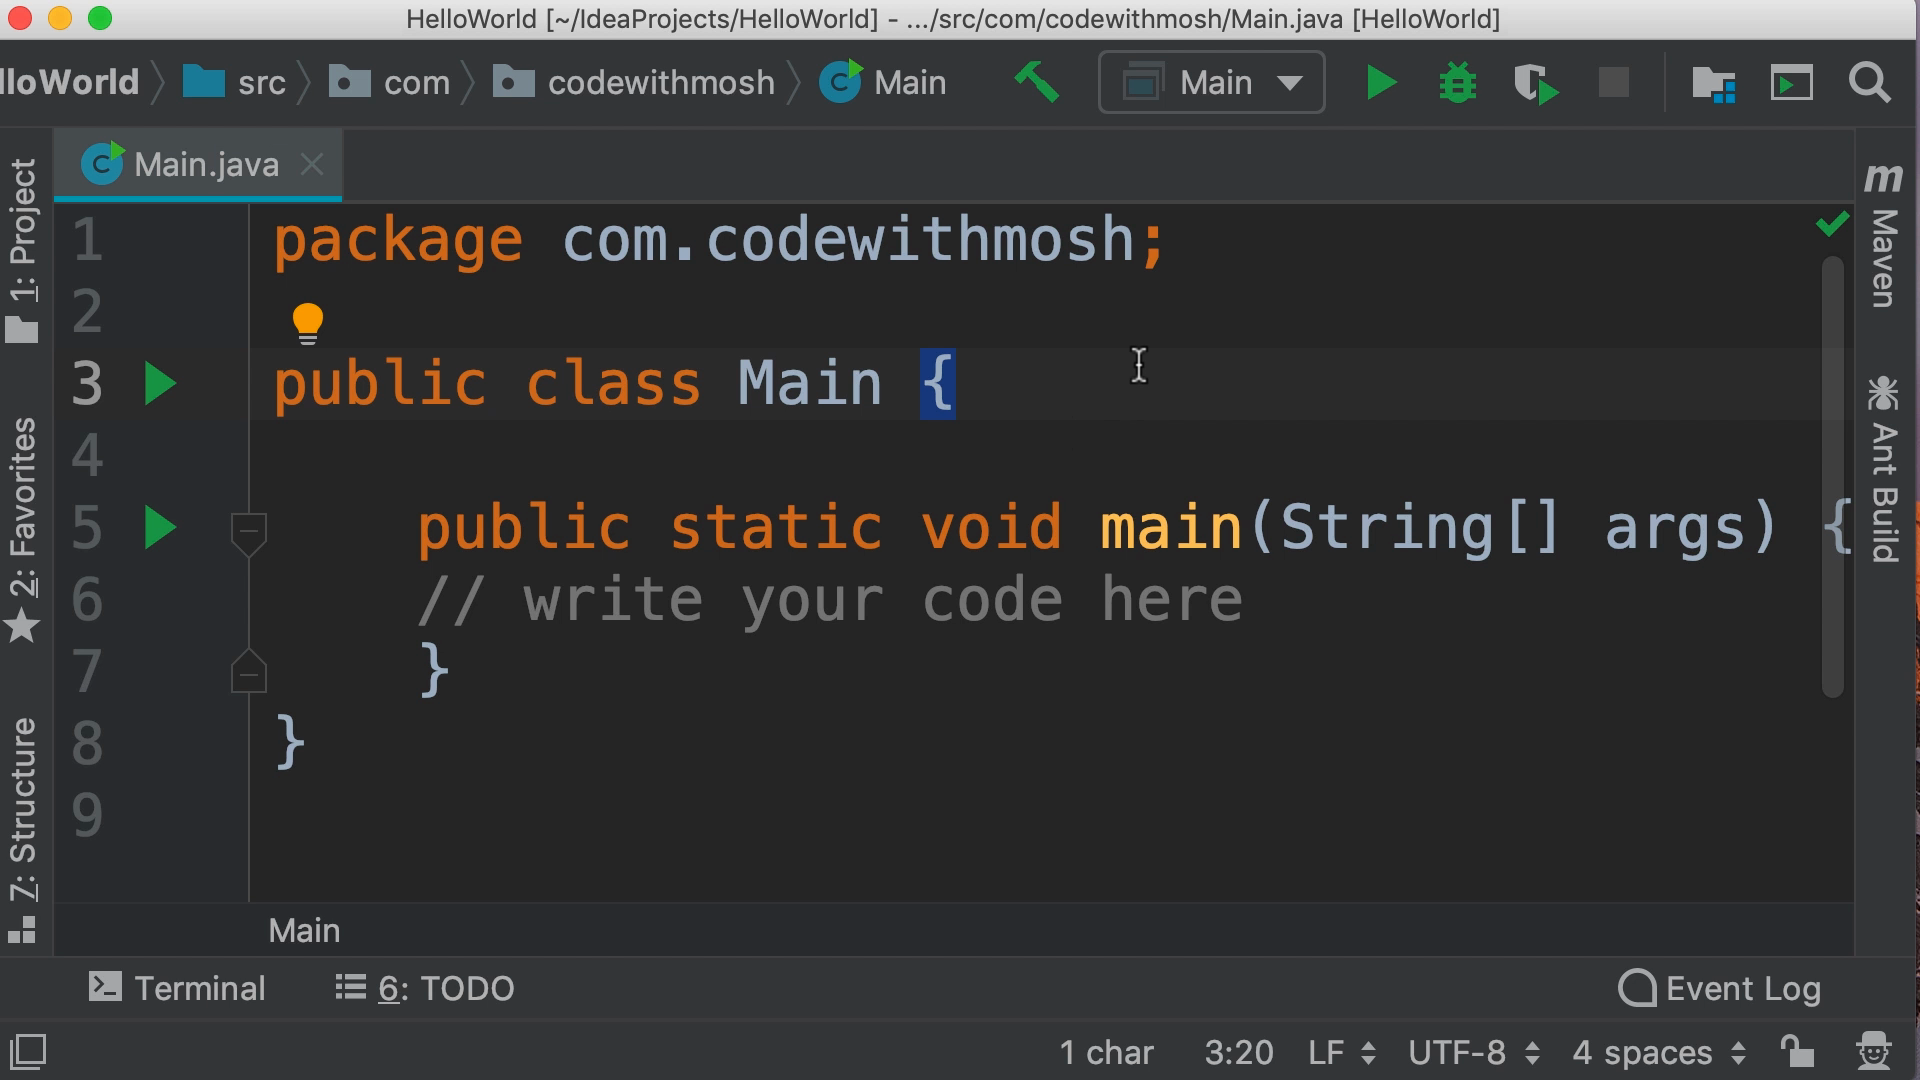 HelloWorld [~/IdeaProjects/HelloWorld] - .../src/com/codewithmosh/Main.java [HelloWorld]
lloWorld src com codewithmosh C Main Main
1: Project
2: Favorites
7: Structure
C Main.java
1 package com.codewithmosh;
2
3 public class Main {
4
5 public static void main(String[] args) {
6 // write your code here
7 }
8 }
9
m Maven
Ant Build
Main
Terminal 6: TODO Event Log
1 char 3:20 LF UTF-8 4 spaces